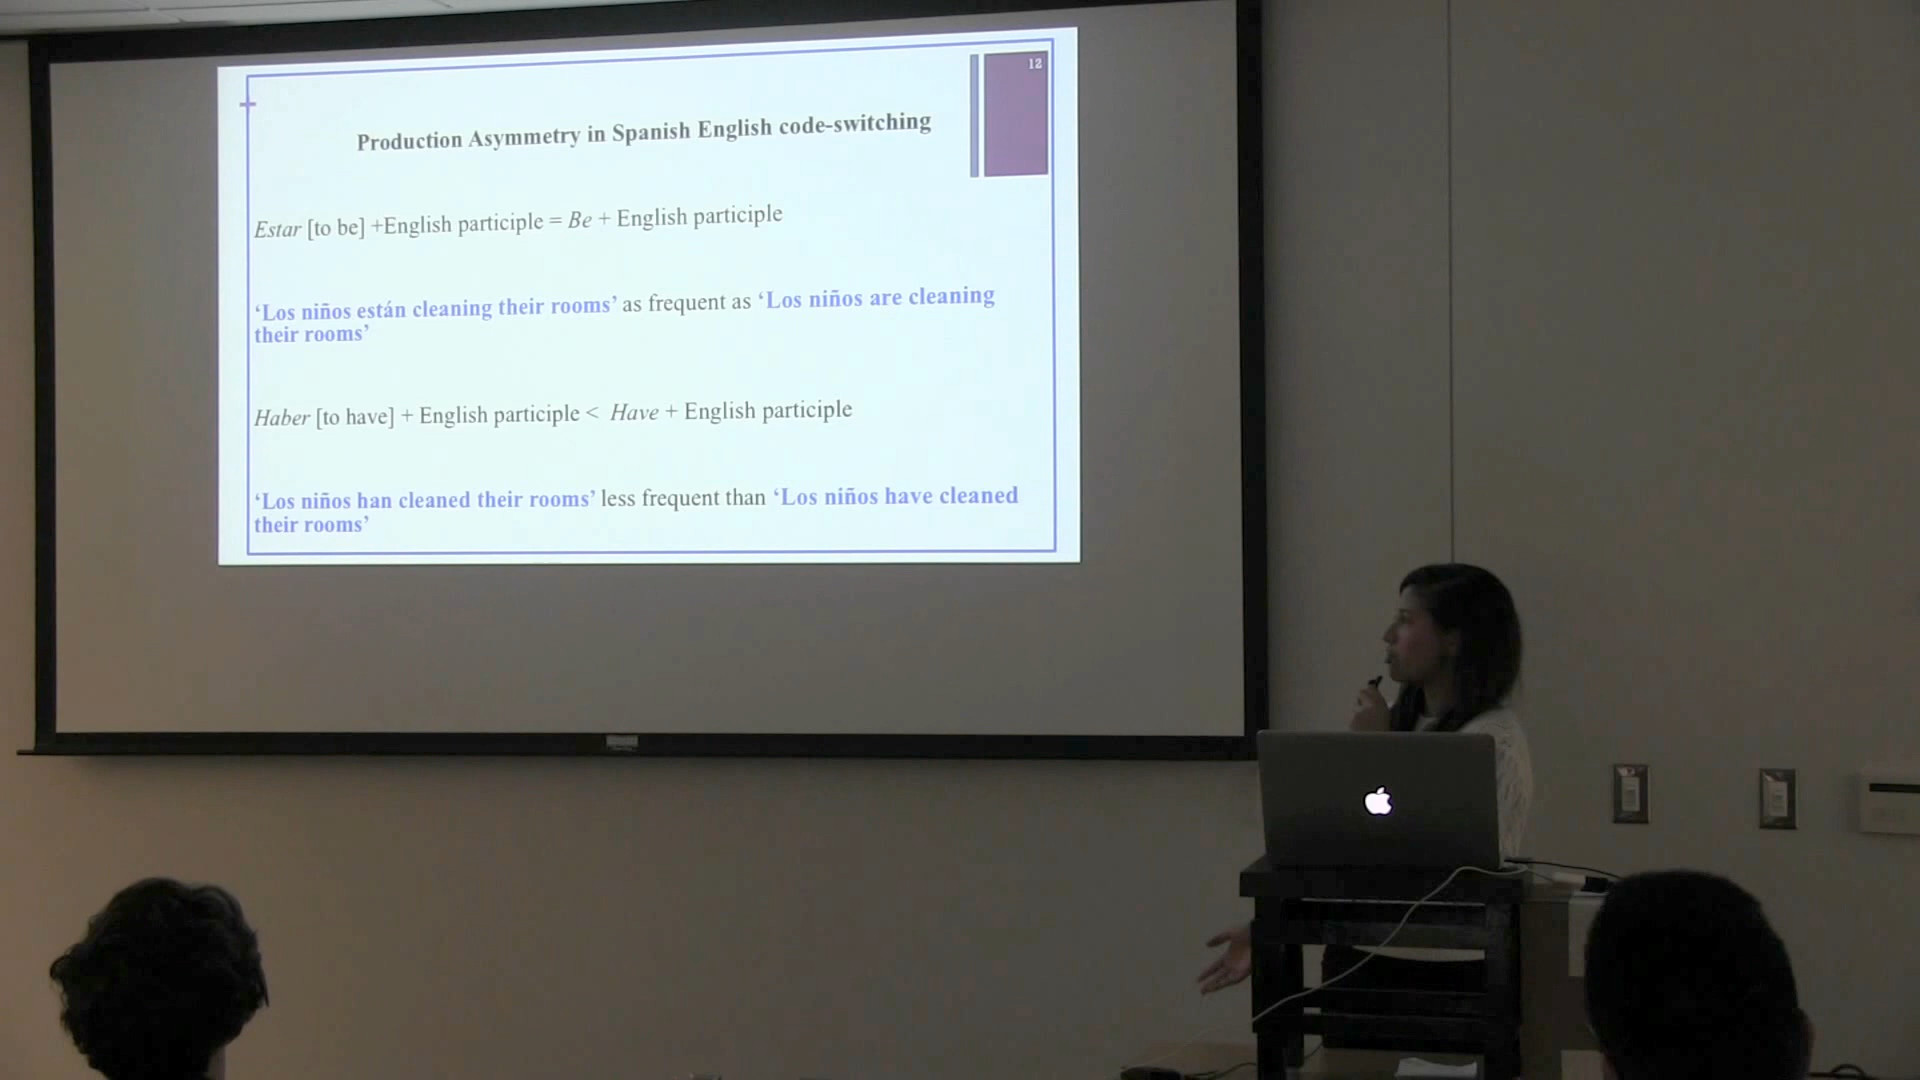 12
Production Asymmetry in Spanish English code-switching
Estar [to be] +English participle = Be + English participle
‘Los niños están cleaning their rooms’ as frequent as ‘Los niños are cleaning
their rooms’
Haber [to have] + English participle < Have + English participle
‘Los niños han cleaned their rooms’ less frequent than ‘Los niños have cleaned
their rooms’